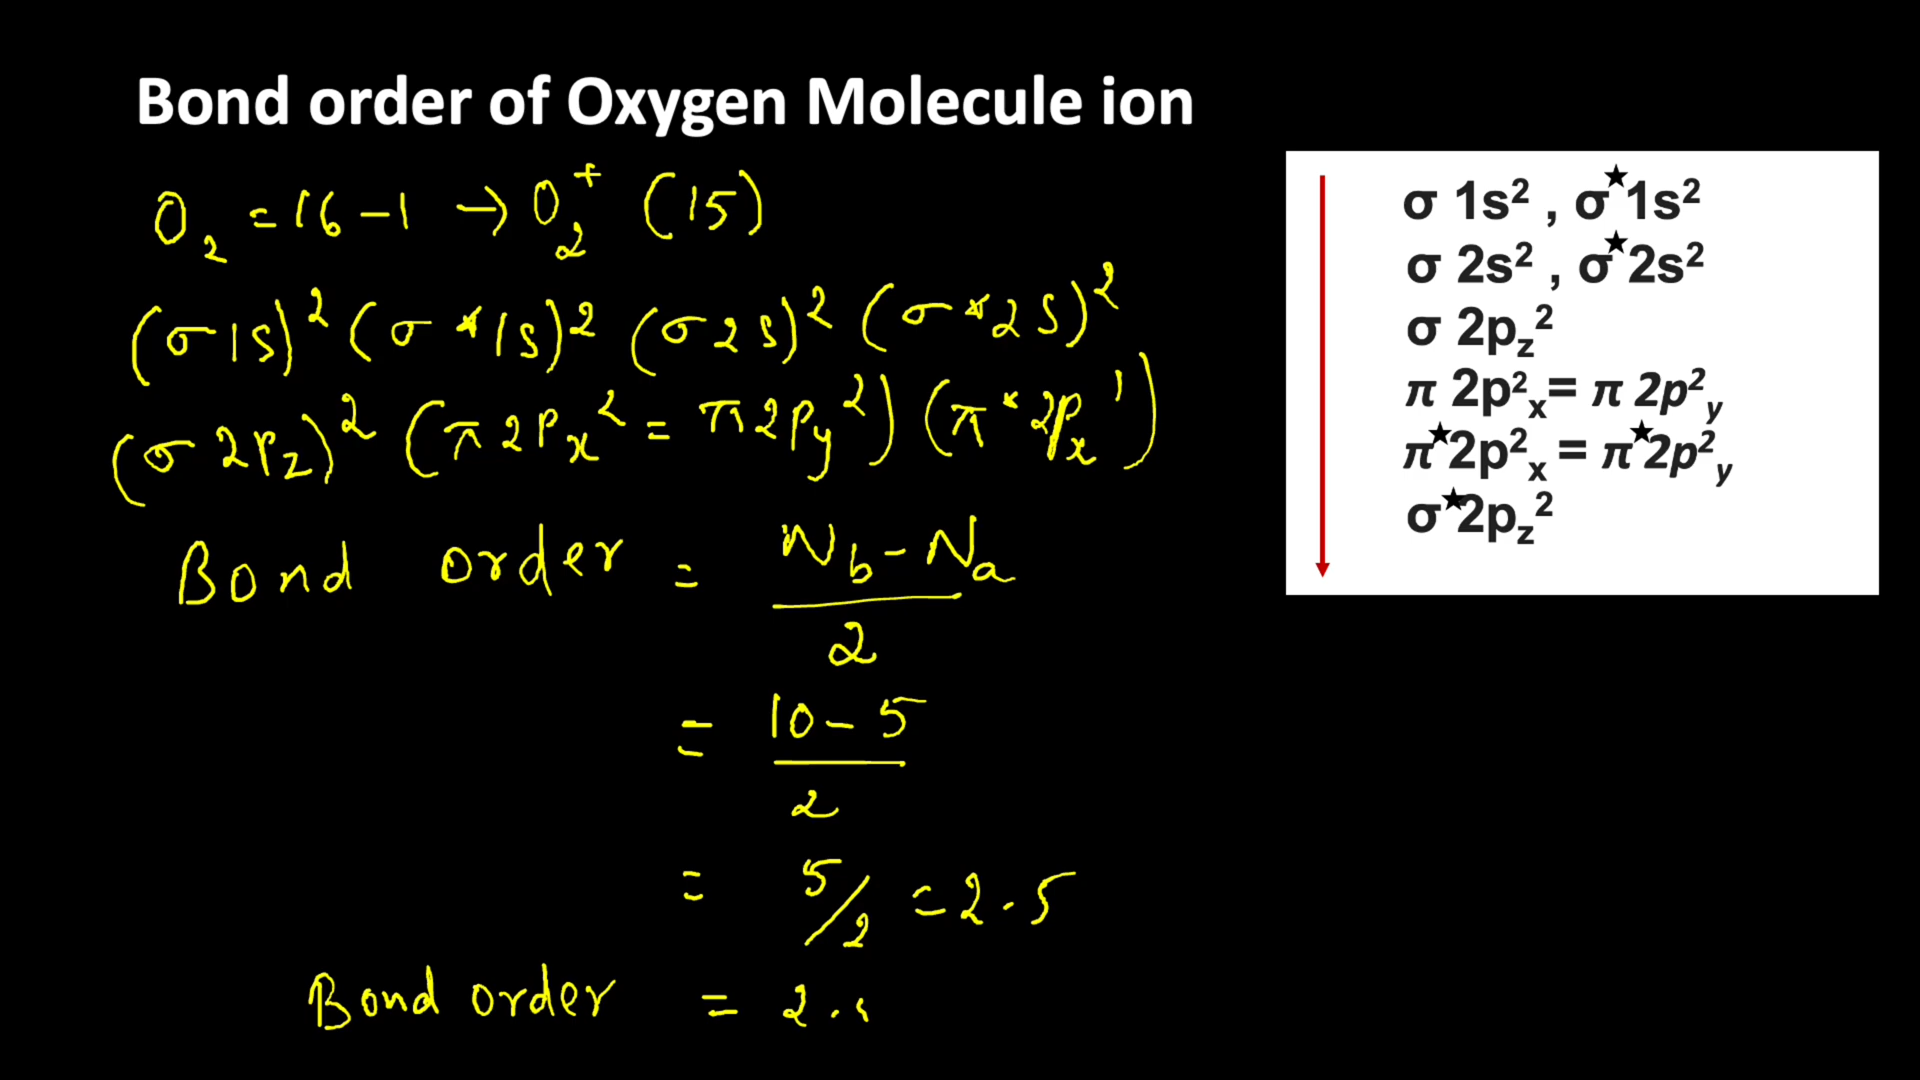 Bond order of Oxygen Molecule ion
O₂ = 16 - 1 → O₂⁺ (15)
(σ1s)² (σ*1s)² (σ2s)² (σ*2s)²
(σ2Pz)² (π2Px² = π2Py²) (π*2Px¹)
Bond order = Nb - Na
2
= 10 - 5
2
= 5/2 = 2.5
Bond order = 2.
σ 1s² , σ★1s²
σ 2s² , σ★2s²
σ 2pz²
π 2p²x = π 2p²y
π★2p²x = π★2p²y
σ★2pz²